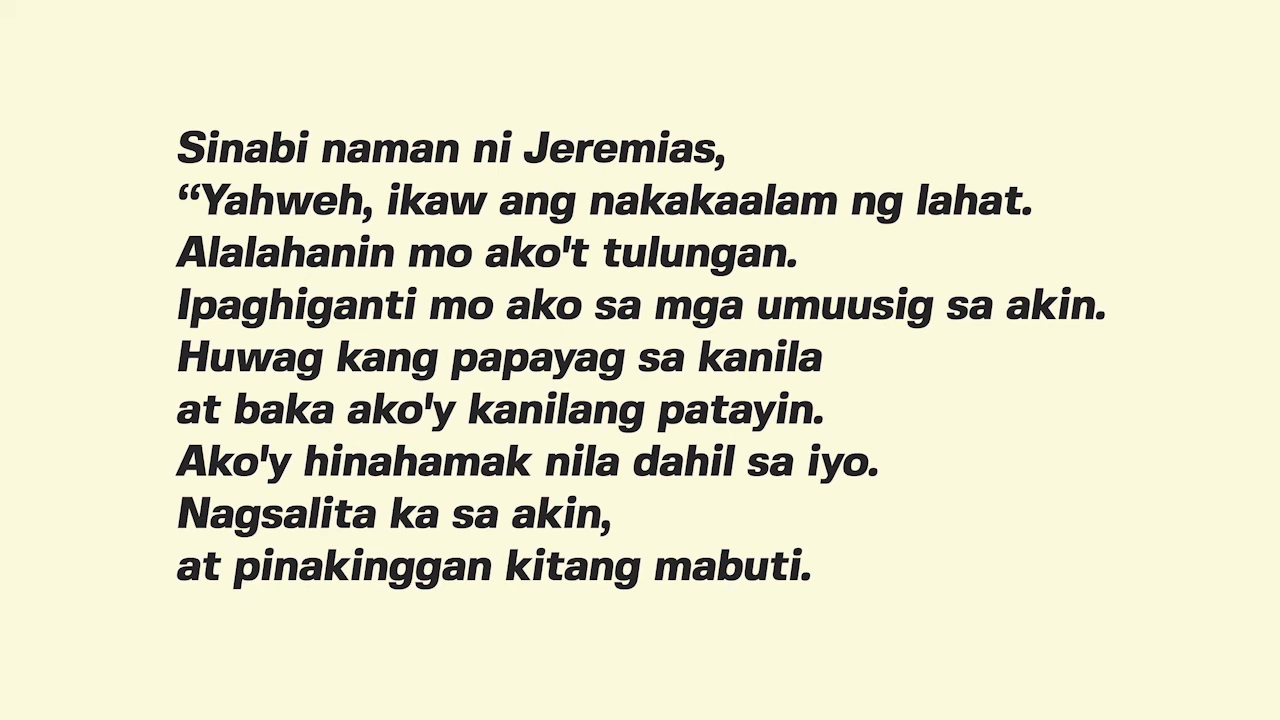 Sinabi naman ni Jeremias,
“Yahweh, ikaw ang nakakaalam ng lahat.
Alalahanin mo ako't tulungan.
Ipaghiganti mo ako sa mga umuusig sa akin.
Huwag kang papayag sa kanila
at baka ako'y kanilang patayin.
Ako'y hinahamak nila dahil sa iyo.
Nagsalita ka sa akin,
at pinakinggan kitang mabuti.